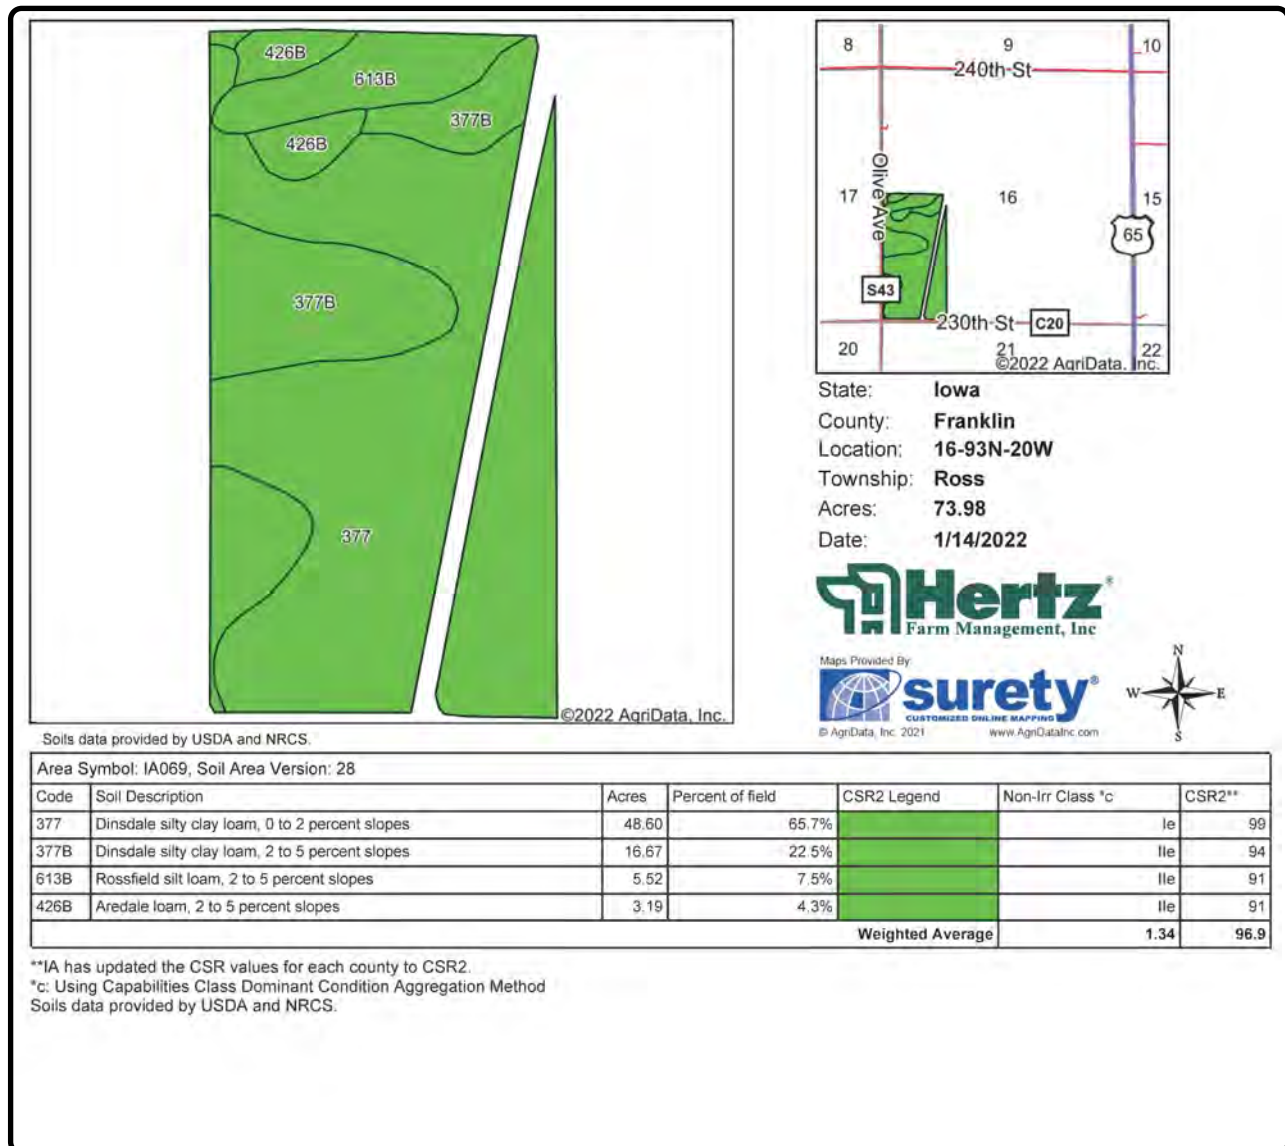 426B
613B
377B
426B
377B
377
©2022 AgriData, Inc.
8
9
10
240th St
Olive Ave
17
16
15
65
S43
230th St
C20
20
21
22
©2022 AgriData, Inc.
State: Iowa
County: Franklin
Location: 16-93N-20W
Township: Ross
Acres: 73.98
Date: 1/14/2022
Hertz®
Farm Management, Inc
Maps Provided By:
surety®
CUSTOMIZED ONLINE MAPPING
© AgriData, Inc. 2021 www.AgriDataInc.com
N
W E
S
Soils data provided by USDA and NRCS.
Area Symbol: IA069, Soil Area Version: 28
Code Soil Description Acres Percent of field CSR2 Legend Non-Irr Class *c CSR2**
377 Dinsdale silty clay loam, 0 to 2 percent slopes 48.60 65.7% Ie 99
377B Dinsdale silty clay loam, 2 to 5 percent slopes 16.67 22.5% IIe 94
613B Rossfield silt loam, 2 to 5 percent slopes 5.52 7.5% IIe 91
426B Aredale loam, 2 to 5 percent slopes 3.19 4.3% IIe 91
Weighted Average 1.34 96.9
**IA has updated the CSR values for each county to CSR2.
*c: Using Capabilities Class Dominant Condition Aggregation Method
Soils data provided by USDA and NRCS.